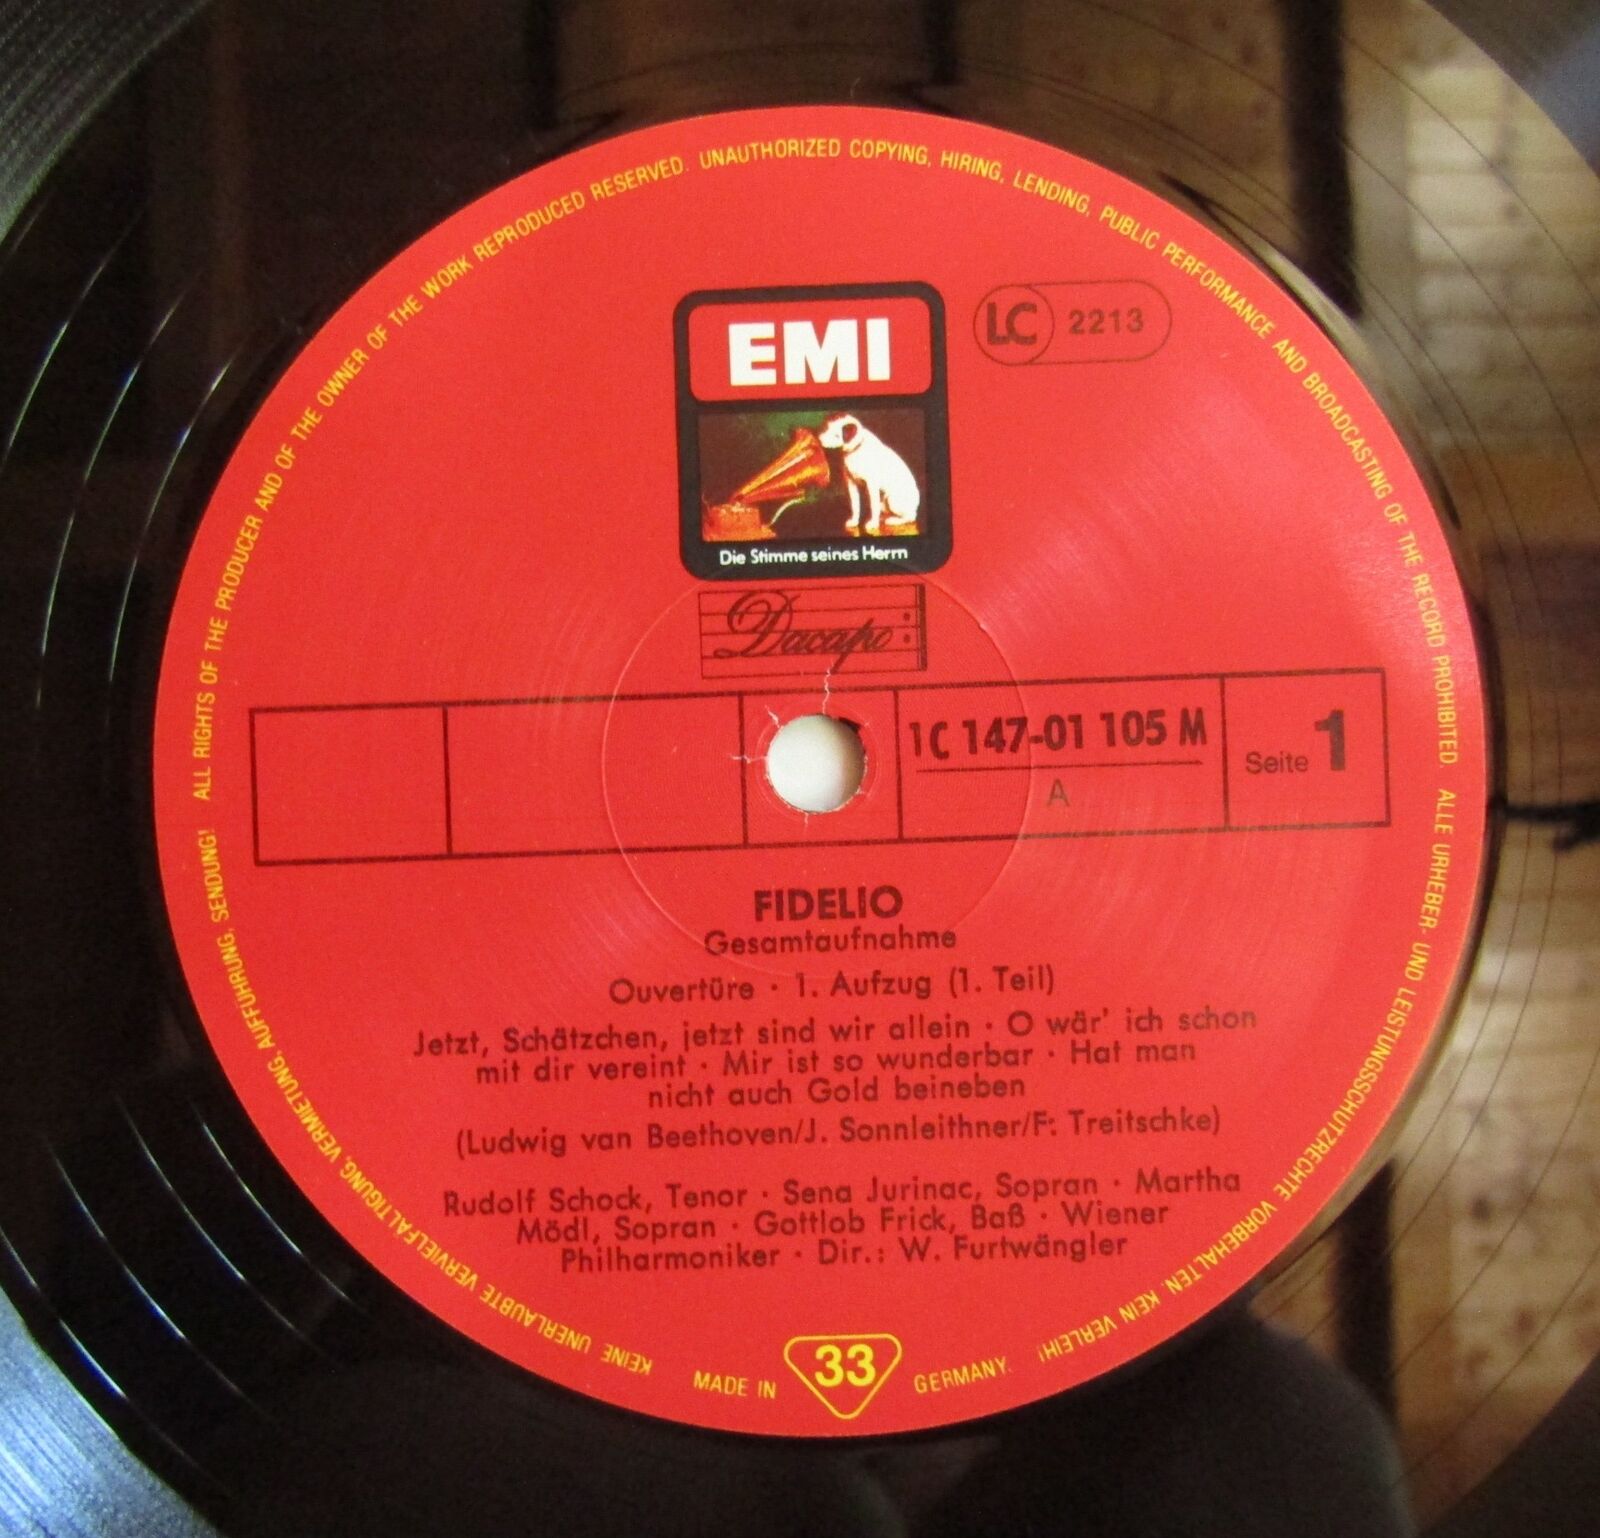 ALL RIGHTS OF THE PRODUCER AND OF THE OWNER OF THE WORK REPRODUCED RESERVED. UNAUTHORIZED COPYING, HIRING, LENDING, PUBLIC PERFORMANCE AND BROADCASTING OF THE RECORD PROHIBITED
ALLE URHEBER- UND LEISTUNGSSCHUTZRECHTE VORBEHALTEN. KEIN VERLEIH! KEINE UNERLAUBTE VERVIELFÄLTIGUNG, VERMIETUNG, AUFFÜHRUNG, SENDUNG!
EMI
LC 2213
Die Stimme seines Herrn
Dacapo
1C 147-01 105 M
A
Seite 1
FIDELIO
Gesamtaufnahme
Ouvertüre · 1. Aufzug (1. Teil)
Jetzt, Schätzchen, jetzt sind wir allein · O wär' ich schon
mit dir vereint · Mir ist so wunderbar · Hat man
nicht auch Gold beineben
(Ludwig van Beethoven/J. Sonnleithner/F. Treitschke)
Rudolf Schock, Tenor · Sena Jurinac, Sopran · Martha
Mödl, Sopran · Gottlob Frick, Baß · Wiener
Philharmoniker · Dir.: W. Furtwängler
MADE IN 33 GERMANY.